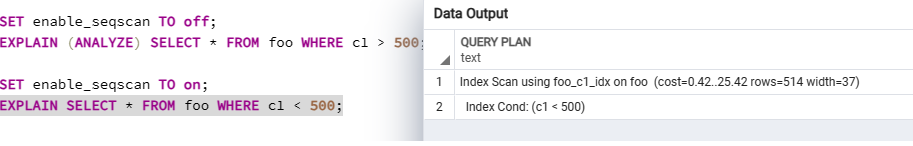 SET enable_seqscan TO off;
EXPLAIN (ANALYZE) SELECT * FROM foo WHERE c1 > 500;
SET enable_seqscan TO on;
EXPLAIN SELECT * FROM foo WHERE c1 < 500;
Data Output
QUERY PLAN
text
1 Index Scan using foo_c1_idx on foo (cost=0.42..25.42 rows=514 width=37)
2 Index Cond: (c1 < 500)